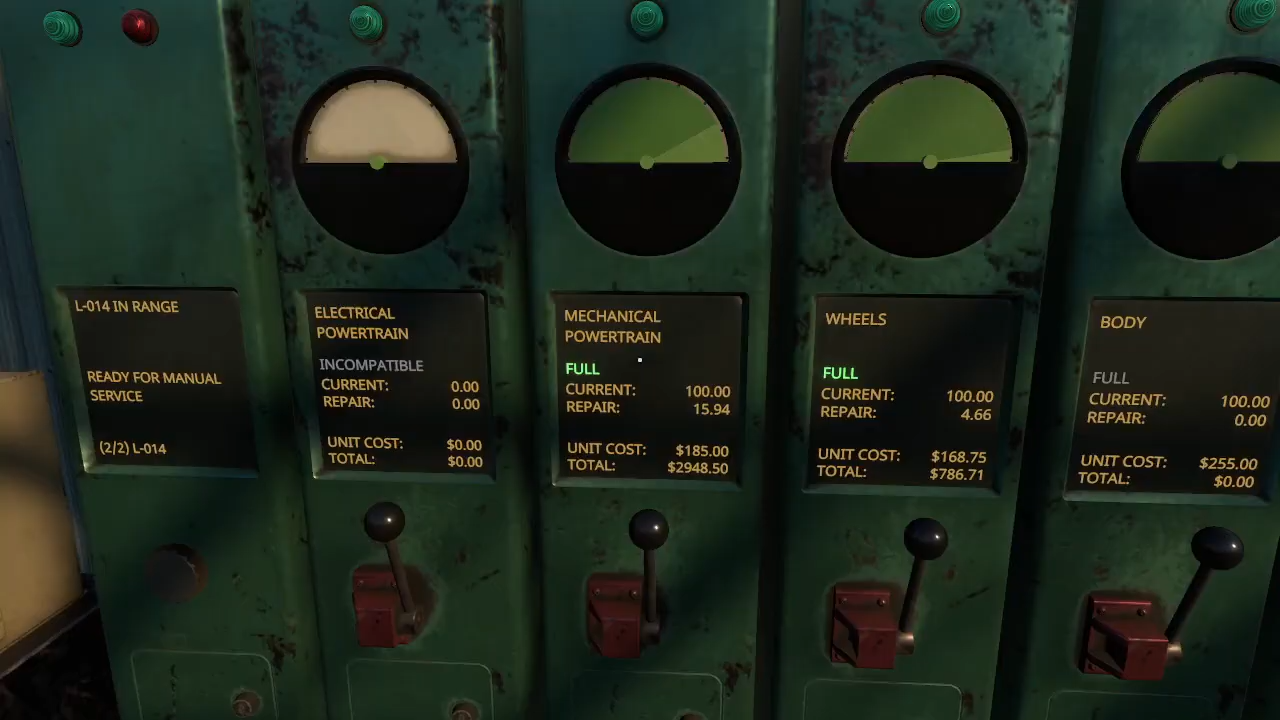 L-014 IN RANGE
READY FOR MANUAL
SERVICE
(2/2) L-014
ELECTRICAL
POWERTRAIN
INCOMPATIBLE
CURRENT: 0.00
REPAIR: 0.00
UNIT COST: $0.00
TOTAL: $0.00
MECHANICAL
POWERTRAIN
FULL
CURRENT: 100.00
REPAIR: 15.94
UNIT COST: $185.00
TOTAL: $2948.50
WHEELS
FULL
CURRENT: 100.00
REPAIR: 4.66
UNIT COST: $168.75
TOTAL: $786.71
BODY
FULL
CURRENT: 100.00
REPAIR: 0.00
UNIT COST: $255.00
TOTAL: $0.00